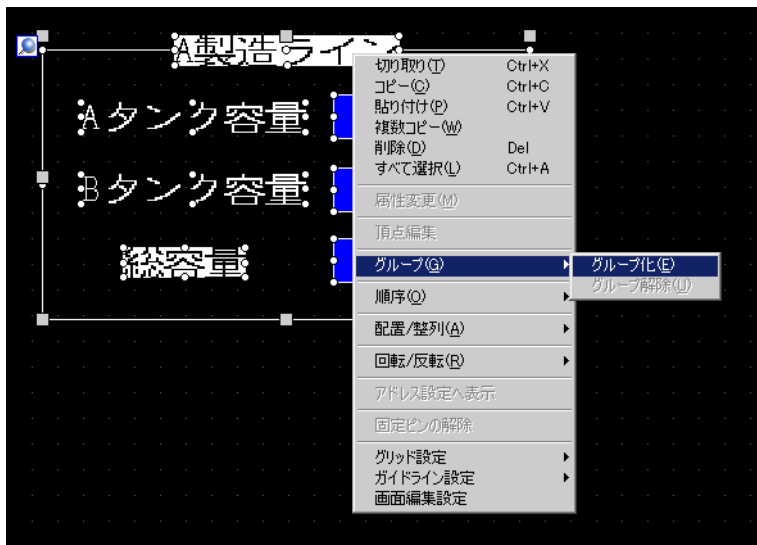 A製造ライン
Aタンク容量
Bタンク容量
総容量
切り取り(T) Ctrl+X
コピー(C) Ctrl+C
貼り付け(P) Ctrl+V
複数コピー(W)
削除(D) Del
すべて選択(L) Ctrl+A
属性変更(M)
頂点編集
グループ(G)
グループ化(E)
グループ解除(U)
順序(O)
配置/整列(A)
回転/反転(R)
アドレス設定へ表示
固定ピンの解除
グリッド設定
ガイドライン設定
画面編集設定